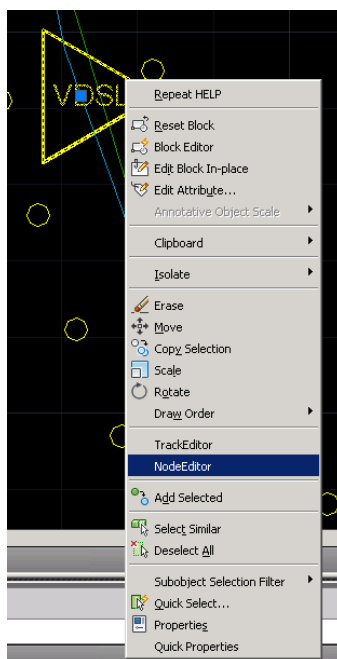 VDSL
Repeat HELP
Reset Block
Block Editor
Edit Block In-place
Edit Attribute...
Annotative Object Scale
Clipboard
Isolate
Erase
Move
Copy Selection
Scale
Rotate
Draw Order
TrackEditor
NodeEditor
Add Selected
Select Similar
Deselect All
Subobject Selection Filter
Quick Select...
Properties
Quick Properties